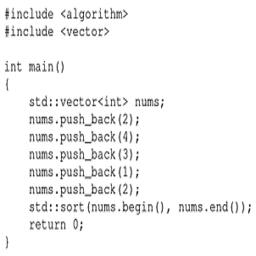 #include <algorithm>
#include <vector>

int main()
{
    std::vector<int> nums;
    nums.push_back(2);
    nums.push_back(4);
    nums.push_back(3);
    nums.push_back(1);
    nums.push_back(2);
    std::sort(nums.begin(), nums.end());
    return 0;
}